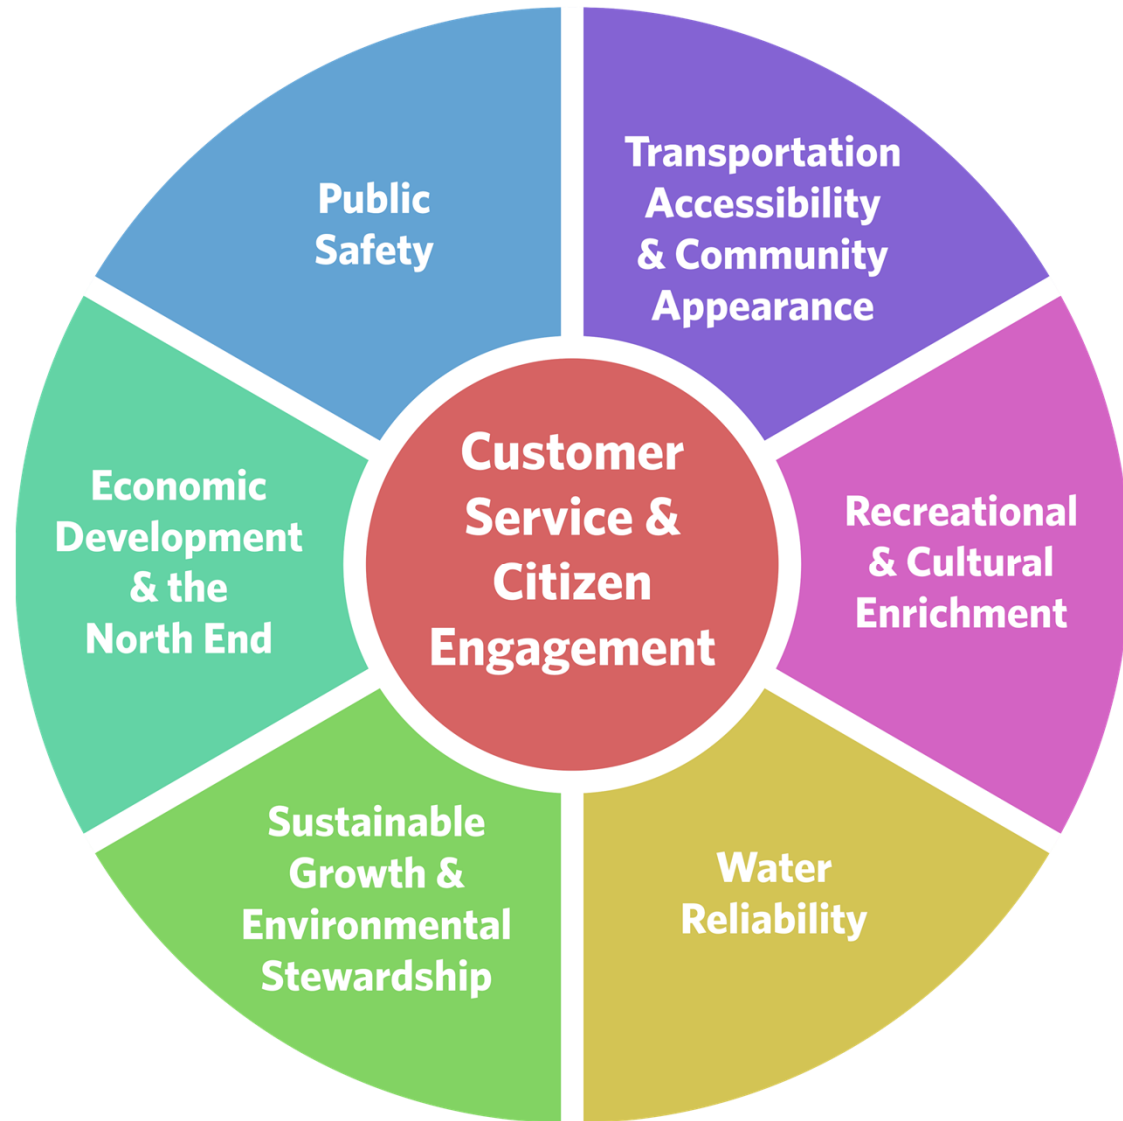 Public
Safety
Transportation
Accessibility
& Community
Appearance
Economic
Development
& the
North End
Customer
Service &
Citizen
Engagement
Recreational
& Cultural
Enrichment
Sustainable
Growth &
Environmental
Stewardship
Water
Reliability